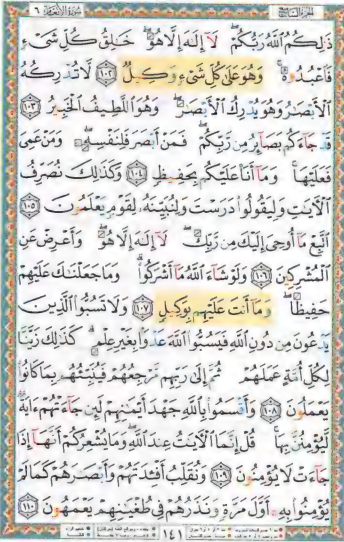 الجزء السابع
سورة الأنعام ٦
ذَٰلِكُمُ ٱللَّهُ رَبُّكُمْ ۖ لَآ إِلَٰهَ إِلَّا هُوَ ۖ خَٰلِقُ كُلِّ شَىْءٍ
فَٱعْبُدُوهُ ۚ وَهُوَ عَلَىٰ كُلِّ شَىْءٍ وَكِيلٌ ١٠٢ لَّا تُدْرِكُهُ
ٱلْأَبْصَٰرُ وَهُوَ يُدْرِكُ ٱلْأَبْصَٰرَ ۖ وَهُوَ ٱللَّطِيفُ ٱلْخَبِيرُ ١٠٣
قَدْ جَآءَكُم بَصَآئِرُ مِن رَّبِّكُمْ ۖ فَمَنْ أَبْصَرَ فَلِنَفْسِهِۦ ۖ وَمَنْ عَمِىَ
فَعَلَيْهَا ۚ وَمَآ أَنَا۠ عَلَيْكُم بِحَفِيظٍ ١٠٤ وَكَذَٰلِكَ نُصَرِّفُ
ٱلْءَايَٰتِ وَلِيَقُولُوا۟ دَرَسْتَ وَلِنُبَيِّنَهُۥ لِقَوْمٍ يَعْلَمُونَ ١٠٥
ٱتَّبِعْ مَآ أُوحِىَ إِلَيْكَ مِن رَّبِّكَ ۖ لَآ إِلَٰهَ إِلَّا هُوَ ۖ وَأَعْرِضْ عَنِ
ٱلْمُشْرِكِينَ ١٠٦ وَلَوْ شَآءَ ٱللَّهُ مَآ أَشْرَكُوا۟ ۗ وَمَا جَعَلْنَٰكَ عَلَيْهِمْ
حَفِيظًا ۖ وَمَآ أَنتَ عَلَيْهِم بِوَكِيلٍ ١٠٧ وَلَا تَسُبُّوا۟ ٱلَّذِينَ
يَدْعُونَ مِن دُونِ ٱللَّهِ فَيَسُبُّوا۟ ٱللَّهَ عَدْوًۢا بِغَيْرِ عِلْمٍ ۗ كَذَٰلِكَ زَيَّنَّا
لِكُلِّ أُمَّةٍ عَمَلَهُمْ ثُمَّ إِلَىٰ رَبِّهِم مَّرْجِعُهُمْ فَيُنَبِّئُهُم بِمَا كَانُوا۟
يَعْمَلُونَ ١٠٨ وَأَقْسَمُوا۟ بِٱللَّهِ جَهْدَ أَيْمَٰنِهِمْ لَئِن جَآءَتْهُمْ ءَايَةٌ
لَّيُؤْمِنُنَّ بِهَا ۚ قُلْ إِنَّمَا ٱلْءَايَٰتُ عِندَ ٱللَّهِ ۖ وَمَا يُشْعِرُكُمْ أَنَّهَآ إِذَا
جَآءَتْ لَا يُؤْمِنُونَ ١٠٩ وَنُقَلِّبُ أَفْـِٔدَتَهُمْ وَأَبْصَٰرَهُمْ كَمَا لَمْ
يُؤْمِنُوا۟ بِهِۦٓ أَوَّلَ مَرَّةٍ وَنَذَرُهُمْ فِى طُغْيَٰنِهِمْ يَعْمَهُونَ ١١٠
١٤١